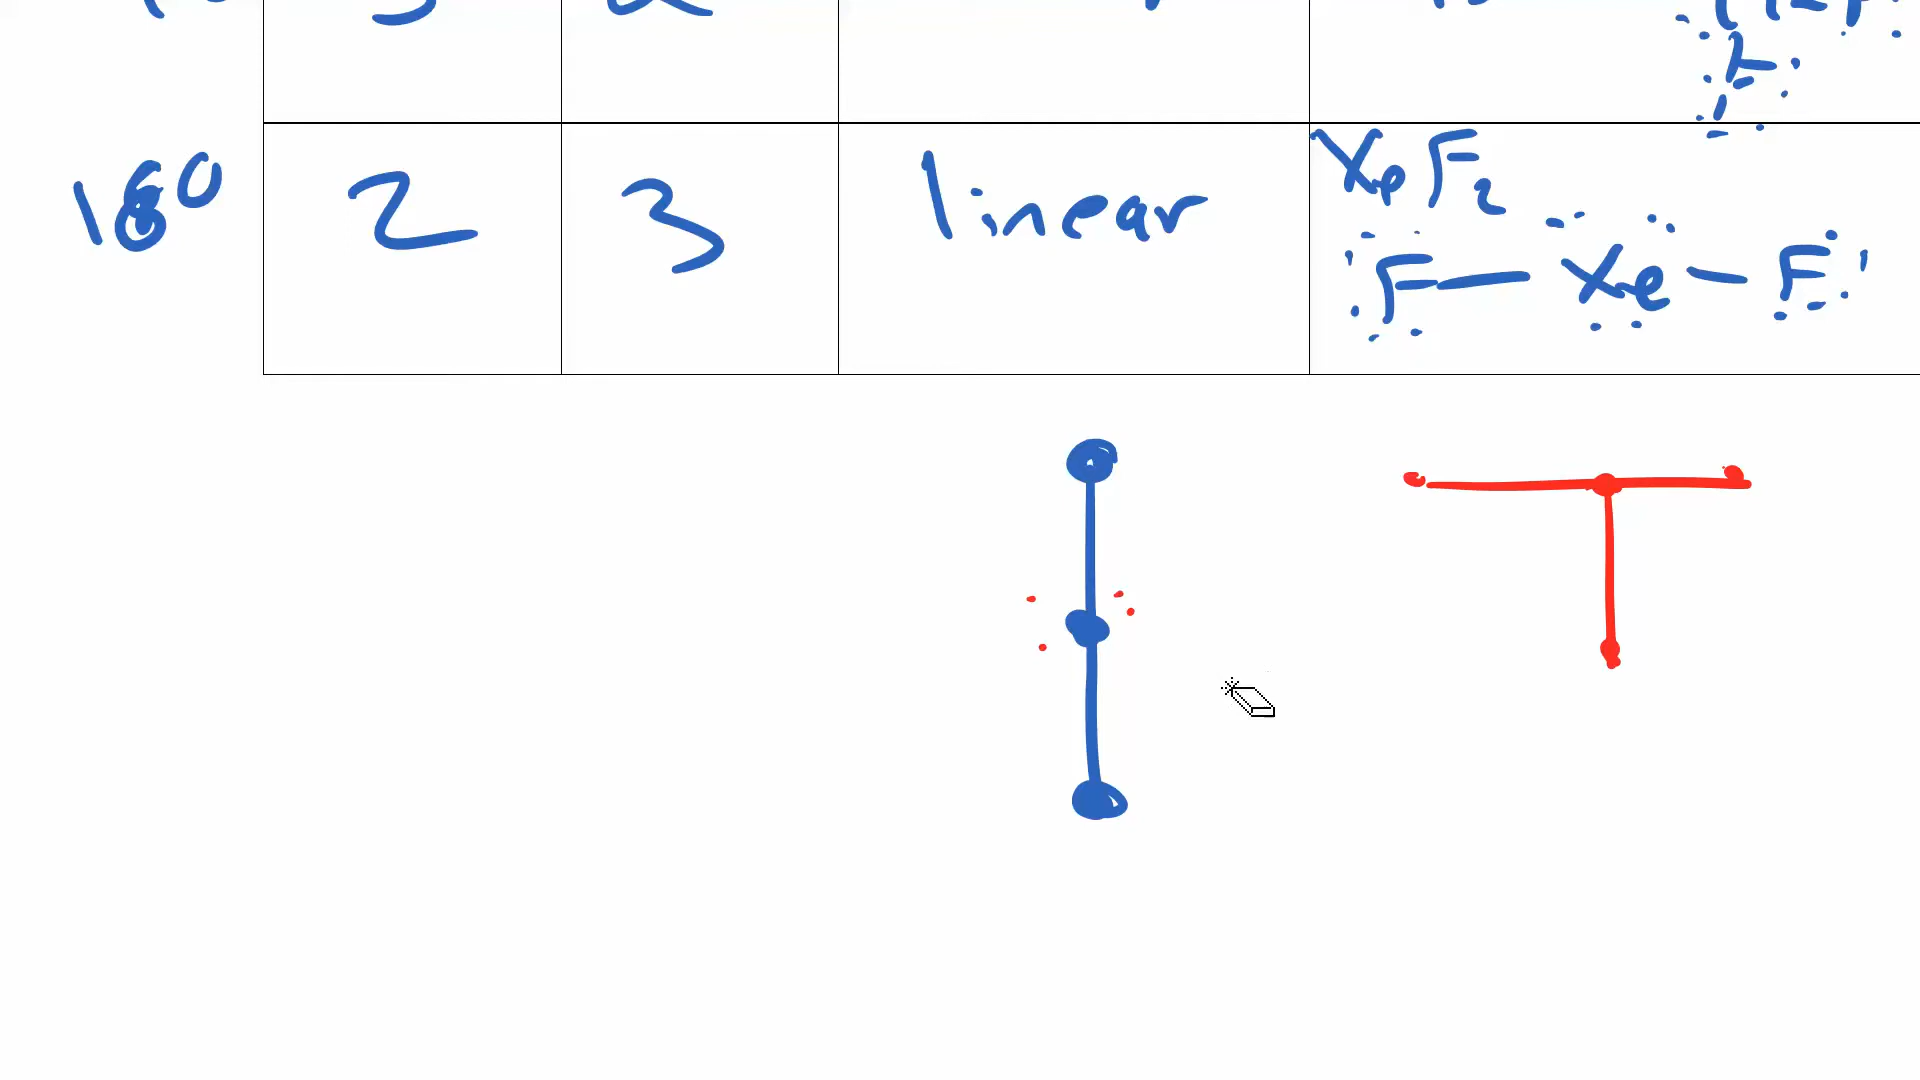 180 2 3 linear XeF2
F — Xe — F